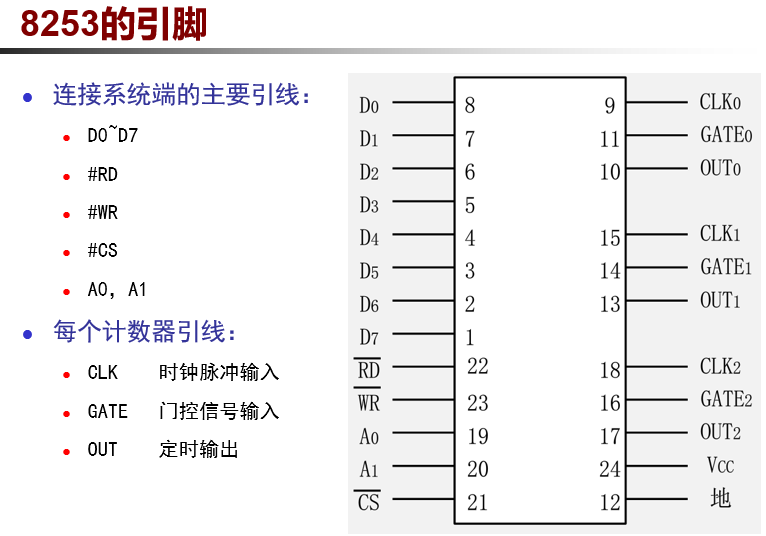 8253的引脚
连接系统端的主要引线：
D0~D7
#RD
#WR
#CS
A0, A1
每个计数器引线：
CLK 时钟脉冲输入
GATE 门控信号输入
OUT 定时输出
D0 8 9 CLK0
D1 7 11 GATE0
D2 6 10 OUT0
D3 5
D4 4 15 CLK1
D5 3 14 GATE1
D6 2 13 OUT1
D7 1
R̅D̅ 22 18 CLK2
W̅R̅ 23 16 GATE2
A0 19 17 OUT2
A1 20 24 VCC
C̅S̅ 21 12 地